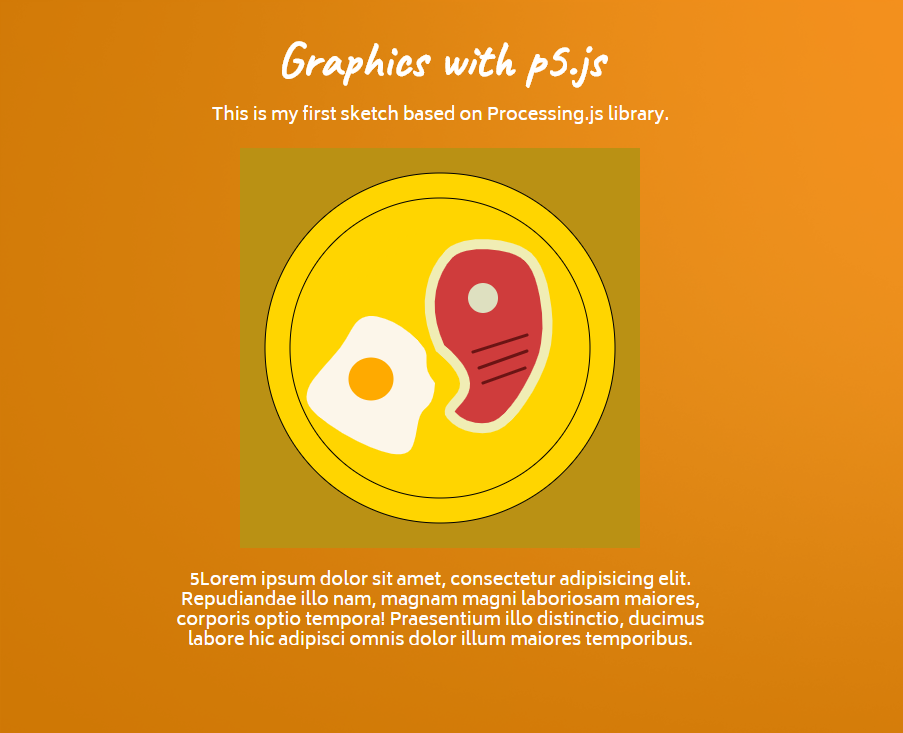 Graphics with p5.js
This is my first sketch based on Processing.js library.
5Lorem ipsum dolor sit amet, consectetur adipisicing elit.
Repudiandae illo nam, magnam magni laboriosam maiores,
corporis optio tempora! Praesentium illo distinctio, ducimus
labore hic adipisci omnis dolor illum maiores temporibus.